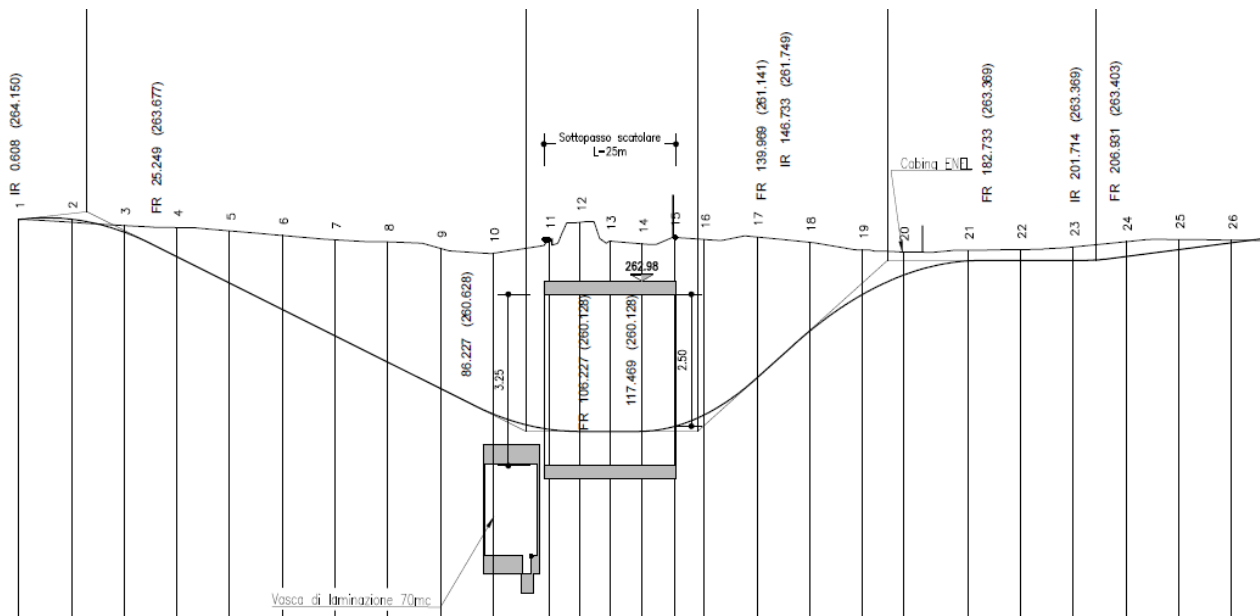 IR 0.608 (264.150)
FR 25.249 (263.677)
86.227 (260.628)
FR 106.227 (260.128)
117.469 (260.128)
FR 139.969 (261.141)
IR 146.733 (261.749)
FR 182.733 (263.369)
IR 201.714 (263.369)
FR 206.931 (263.403)
Sottopasso scatolare
L=25m
Cabina ENEL
1 2 3 4 5 6 7 8 9 10 11 12 13 14 15 16 17 18 19 20 21 22 23 24 25 26
262.98
3.25
2.50
Vasca di laminazione 70mc